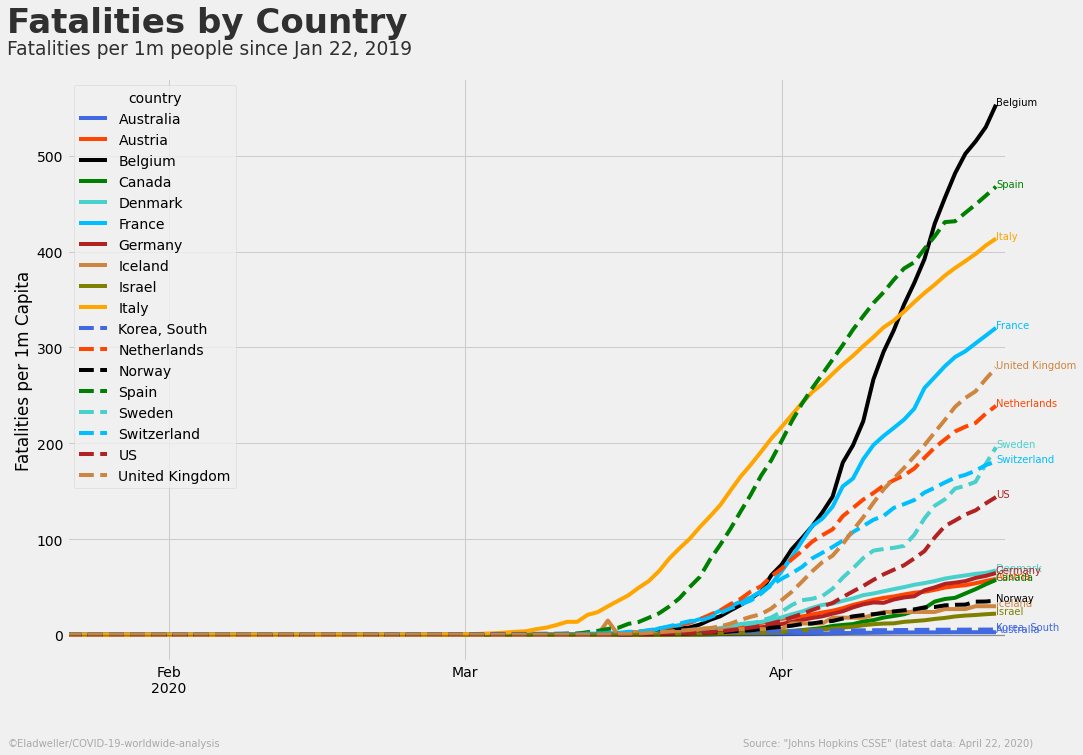 Fatalities by Country
Fatalities per 1m people since Jan 22, 2019
Fatalities per 1m Capita
500
400
300
200
100
0
country
Australia
Austria
Belgium
Canada
Denmark
France
Germany
Iceland
Israel
Italy
Korea, South
Netherlands
Norway
Spain
Sweden
Switzerland
US
United Kingdom
Belgium
Spain
Italy
France
United Kingdom
Netherlands
Sweden
Switzerland
US
Denmark
Germany
Norway
Iceland
Israel
Korea, South
Australia
Feb
2020
Mar
Apr
©Eladweller/COVID-19-worldwide-analysis
Source: "Johns Hopkins CSSE" (latest data: April 22, 2020)